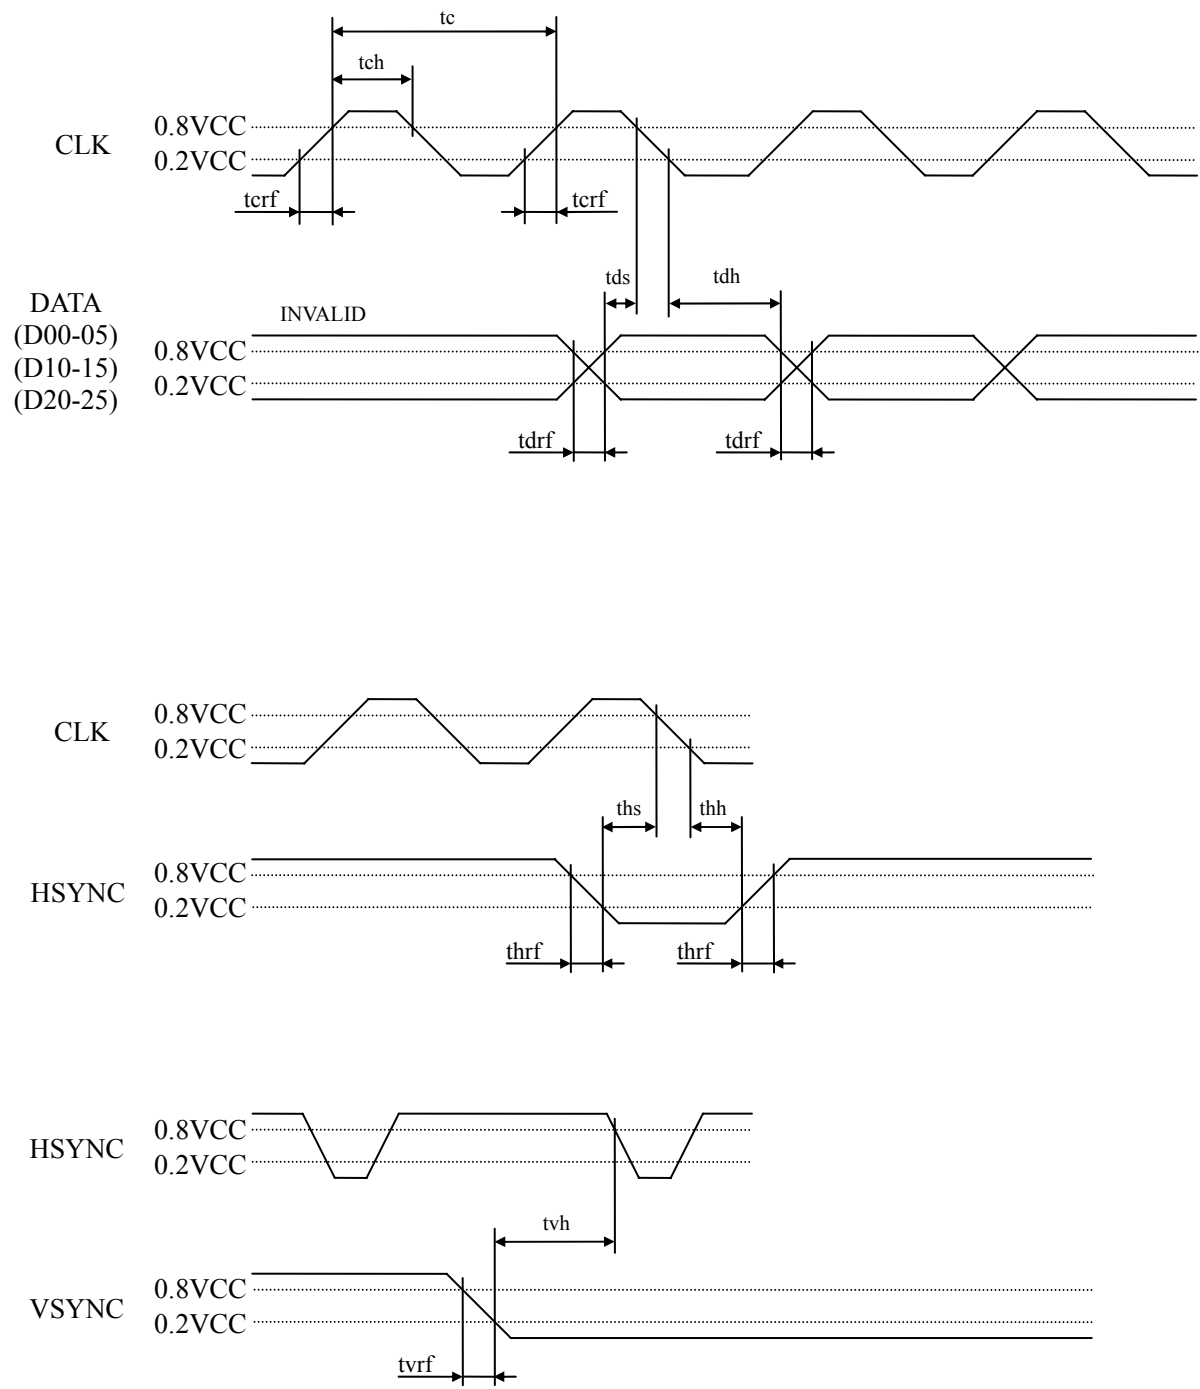 tc
tch
CLK
0.8VCC
0.2VCC
tcrf
tcrf
tds
tdh
DATA
(D00-05)
(D10-15)
(D20-25)
INVALID
0.8VCC
0.2VCC
tdrf
tdrf
CLK
0.8VCC
0.2VCC
ths
thh
HSYNC
0.8VCC
0.2VCC
thrf
thrf
HSYNC
0.8VCC
0.2VCC
tvh
VSYNC
0.8VCC
0.2VCC
tvrf